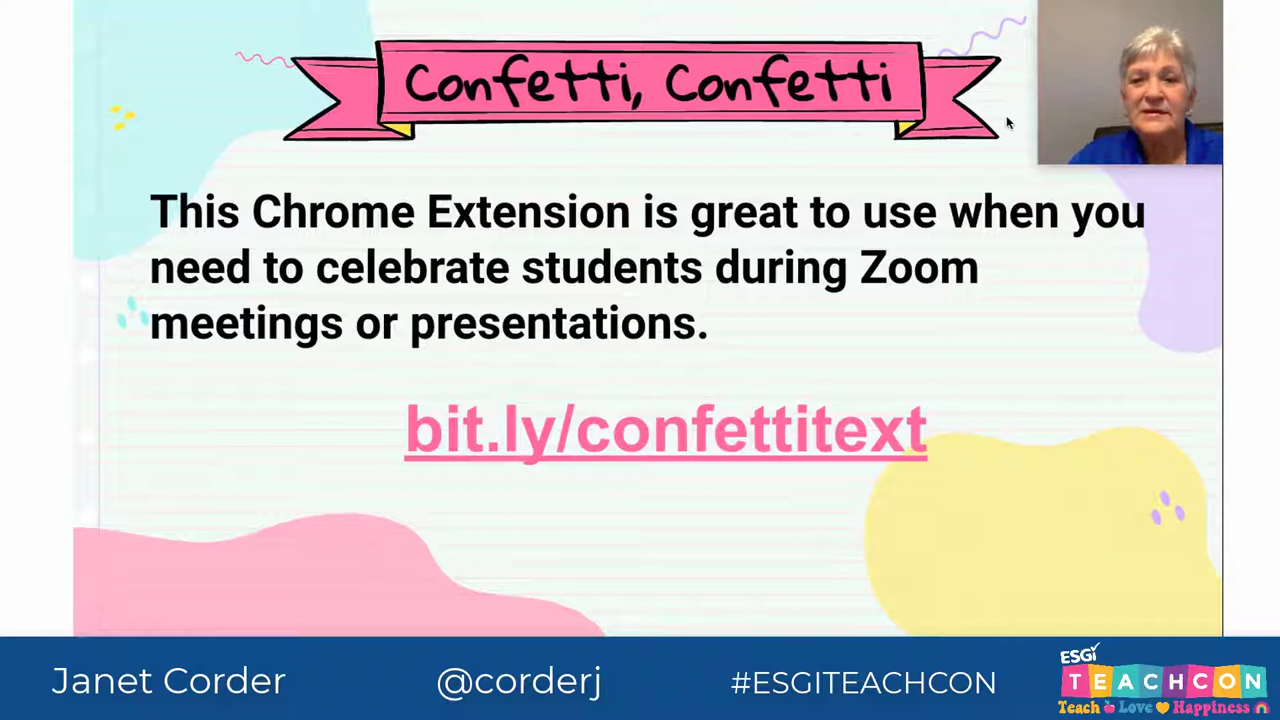 Confetti, Confetti
This Chrome Extension is great to use when you
need to celebrate students during Zoom
meetings or presentations.
bit.ly/confettitext
Janet Corder
@corderj
#ESGITEACHCON
ESGi
TEACHCON
Teach Love Happiness